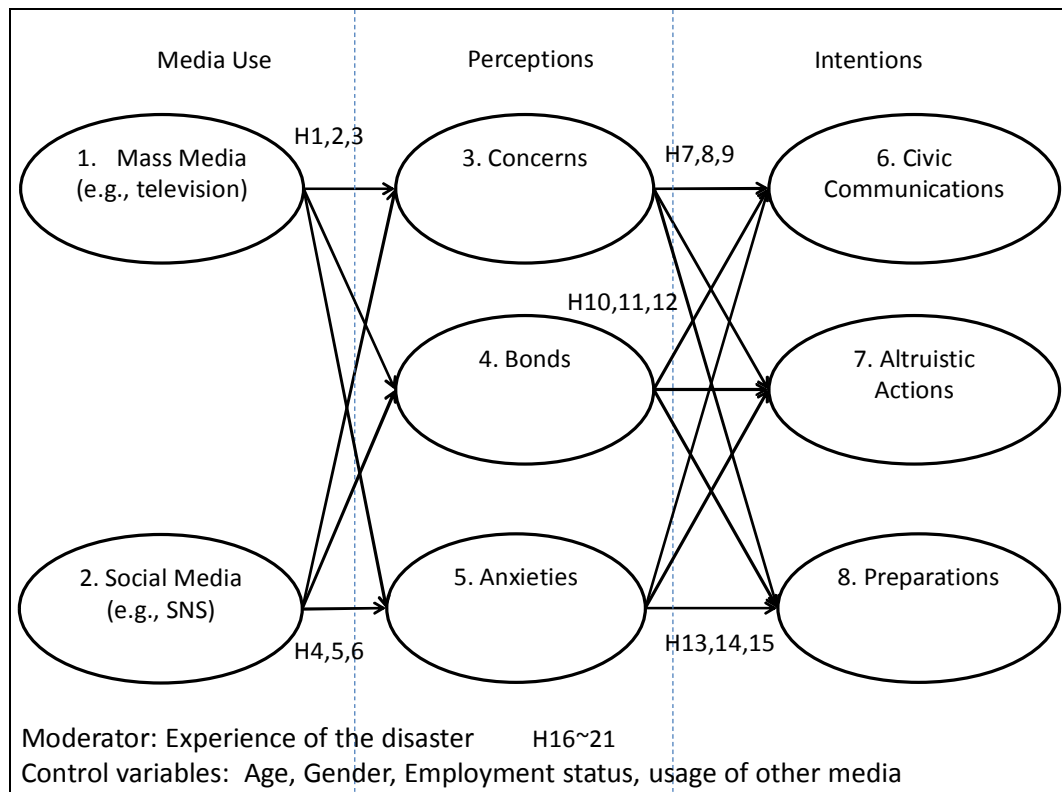 Media Use
Perceptions
Intentions
H1,2,3
H7,8,9
1. Mass Media
(e.g., television)
3. Concerns
6. Civic
Communications
H10,11,12
4. Bonds
7. Altruistic
Actions
2. Social Media
(e.g., SNS)
5. Anxieties
8. Preparations
H4,5,6
H13,14,15
Moderator: Experience of the disaster H16~21
Control variables: Age, Gender, Employment status, usage of other media